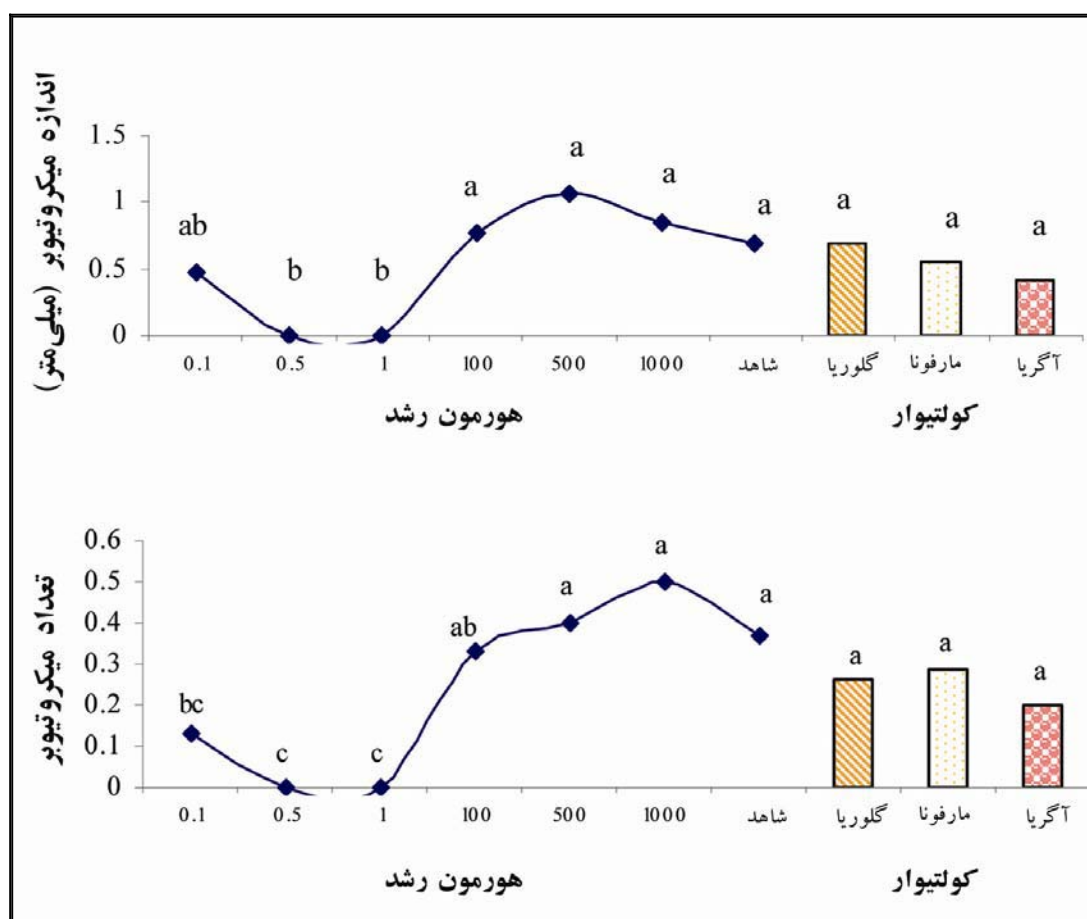 اندازه میکروتیوبر (میلی‌متر)
1.5
1
0.5
0
ab
b
b
a
a
a
a
a
a
a
0.1
0.5
1
100
500
1000
شاهد
گلوریا
مارفونا
آگریا
هورمون رشد
کولتیوار
تعداد میکروتیوبر
0.6
0.5
0.4
0.3
0.2
0.1
0
bc
c
c
ab
a
a
a
a
a
a
0.1
0.5
1
100
500
1000
شاهد
گلوریا
مارفونا
آگریا
هورمون رشد
کولتیوار